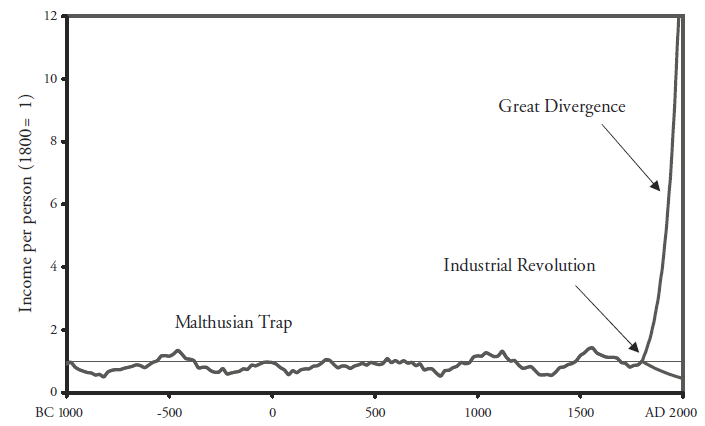 12
10
8
6
4
2
0
Income per person (1800= 1)
Great Divergence
Industrial Revolution
Malthusian Trap
BC 1000
-500
0
500
1000
1500
AD 2000